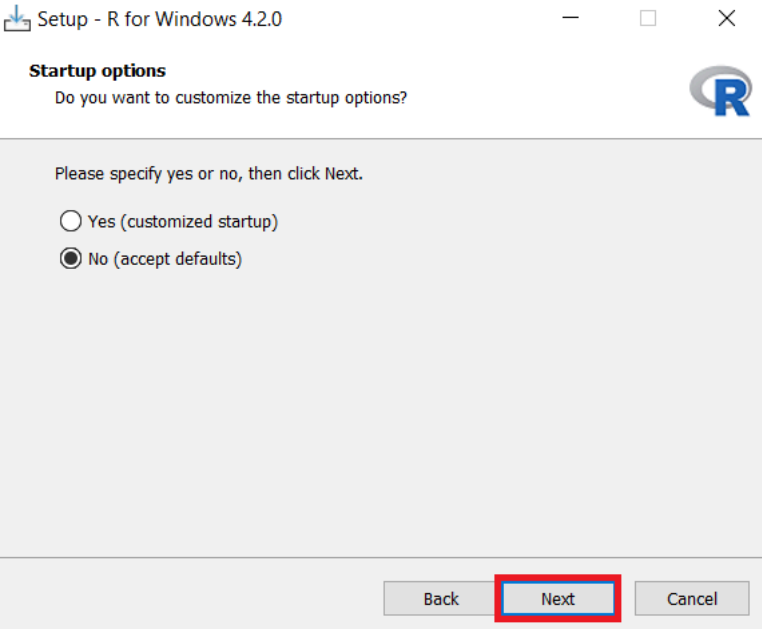 Setup - R for Windows 4.2.0
Startup options
Do you want to customize the startup options?
R
Please specify yes or no, then click Next.
Yes (customized startup)
No (accept defaults)
Back Next Cancel